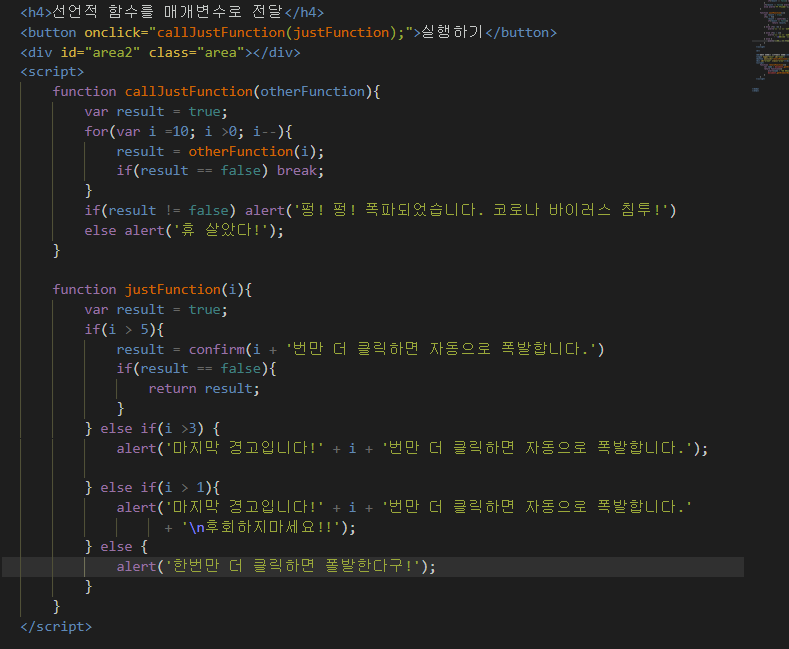 <h4>선언적 함수를 매개변수로 전달</h4>
<button onclick="callJustFunction(justFunction);">실행하기</button>
<div id="area2" class="area"></div>
<script>
function callJustFunction(otherFunction){
var result = true;
for(var i =10; i >0; i--){
result = otherFunction(i);
if(result == false) break;
}
if(result != false) alert('펑! 펑! 폭파되었습니다. 코로나 바이러스 침투!')
else alert('휴 살았다!');
}
function justFunction(i){
var result = true;
if(i > 5){
result = confirm(i + '번만 더 클릭하면 자동으로 폭발합니다.')
if(result == false){
return result;
}
} else if(i >3) {
alert('마지막 경고입니다!' + i + '번만 더 클릭하면 자동으로 폭발합니다.');
} else if(i > 1){
alert('마지막 경고입니다!' + i + '번만 더 클릭하면 자동으로 폭발합니다.'
+ '\n후회하지마세요!!');
} else {
alert('한번만 더 클릭하면 폴발한다구!');
}
}
</script>